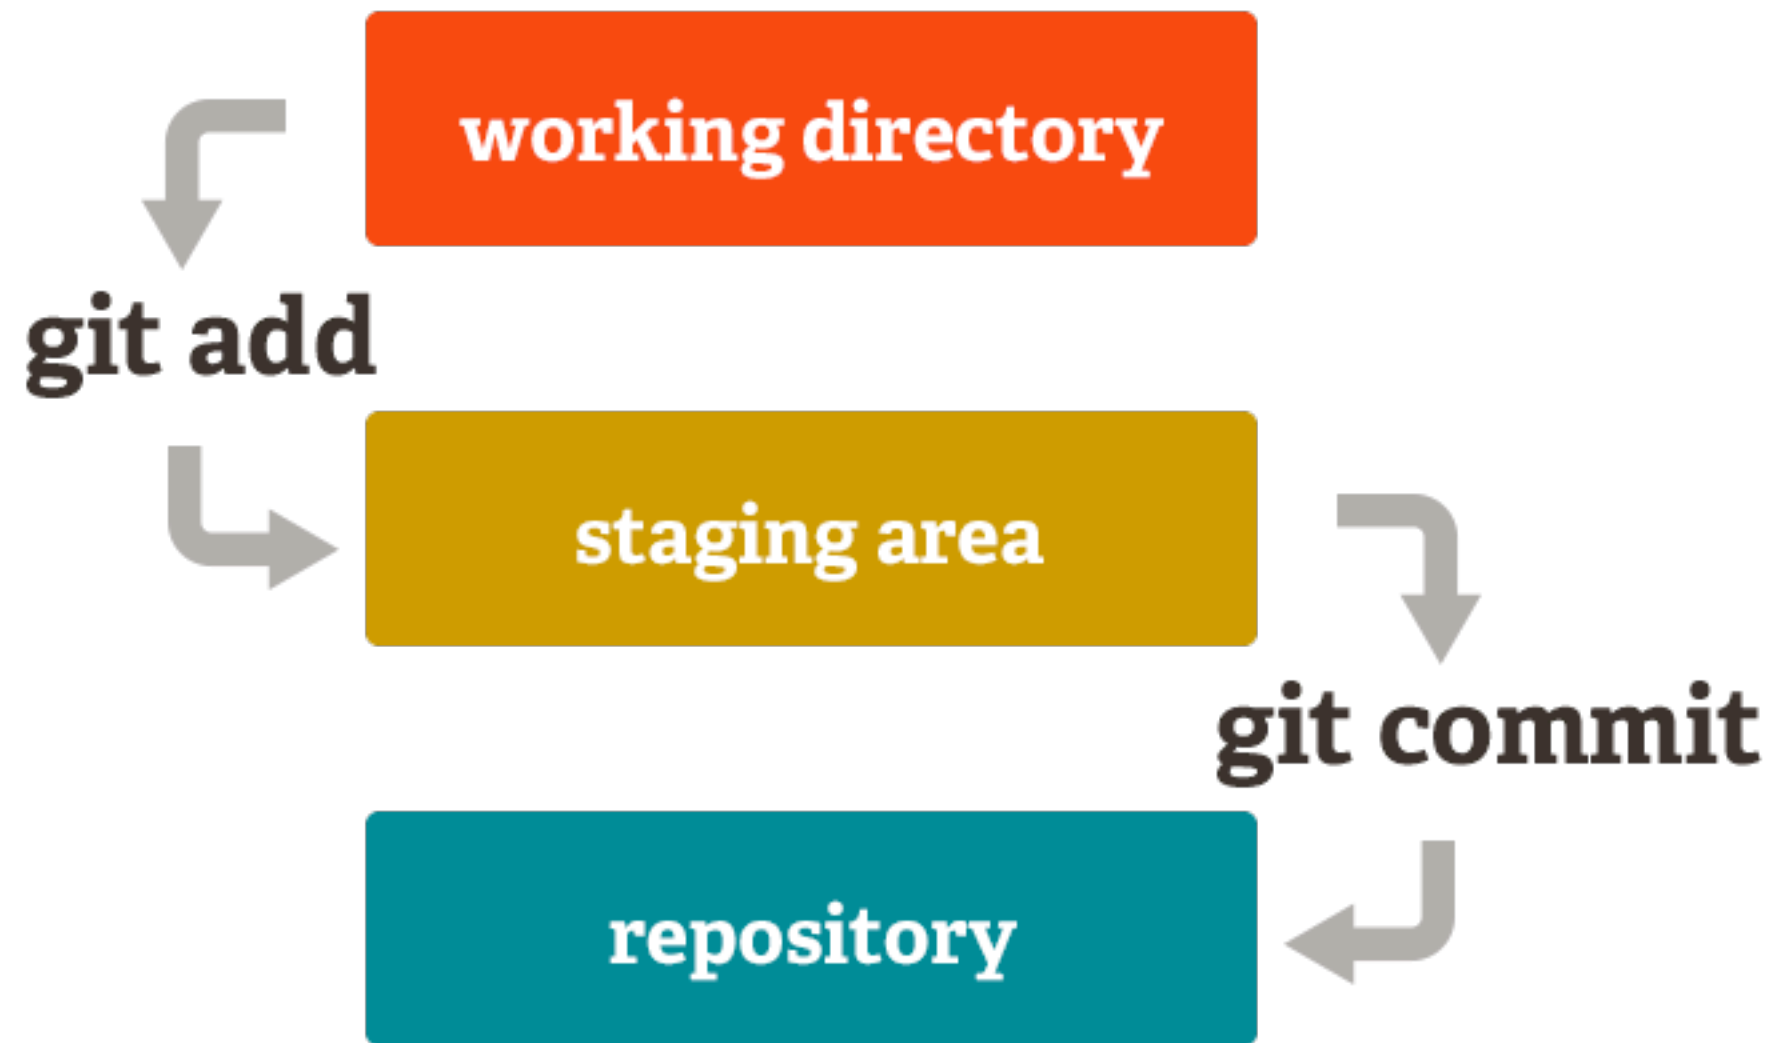 working directory
git add
staging area
git commit
repository